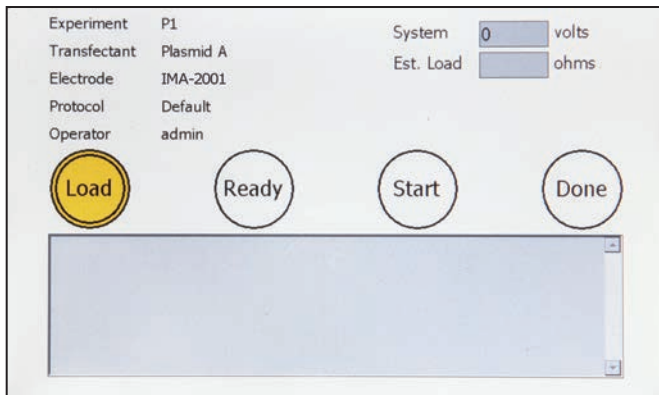 Experiment P1
Transfectant Plasmid A
Electrode IMA-2001
Protocol Default
Operator admin
System 0 volts
Est. Load ohms
Load Ready Start Done